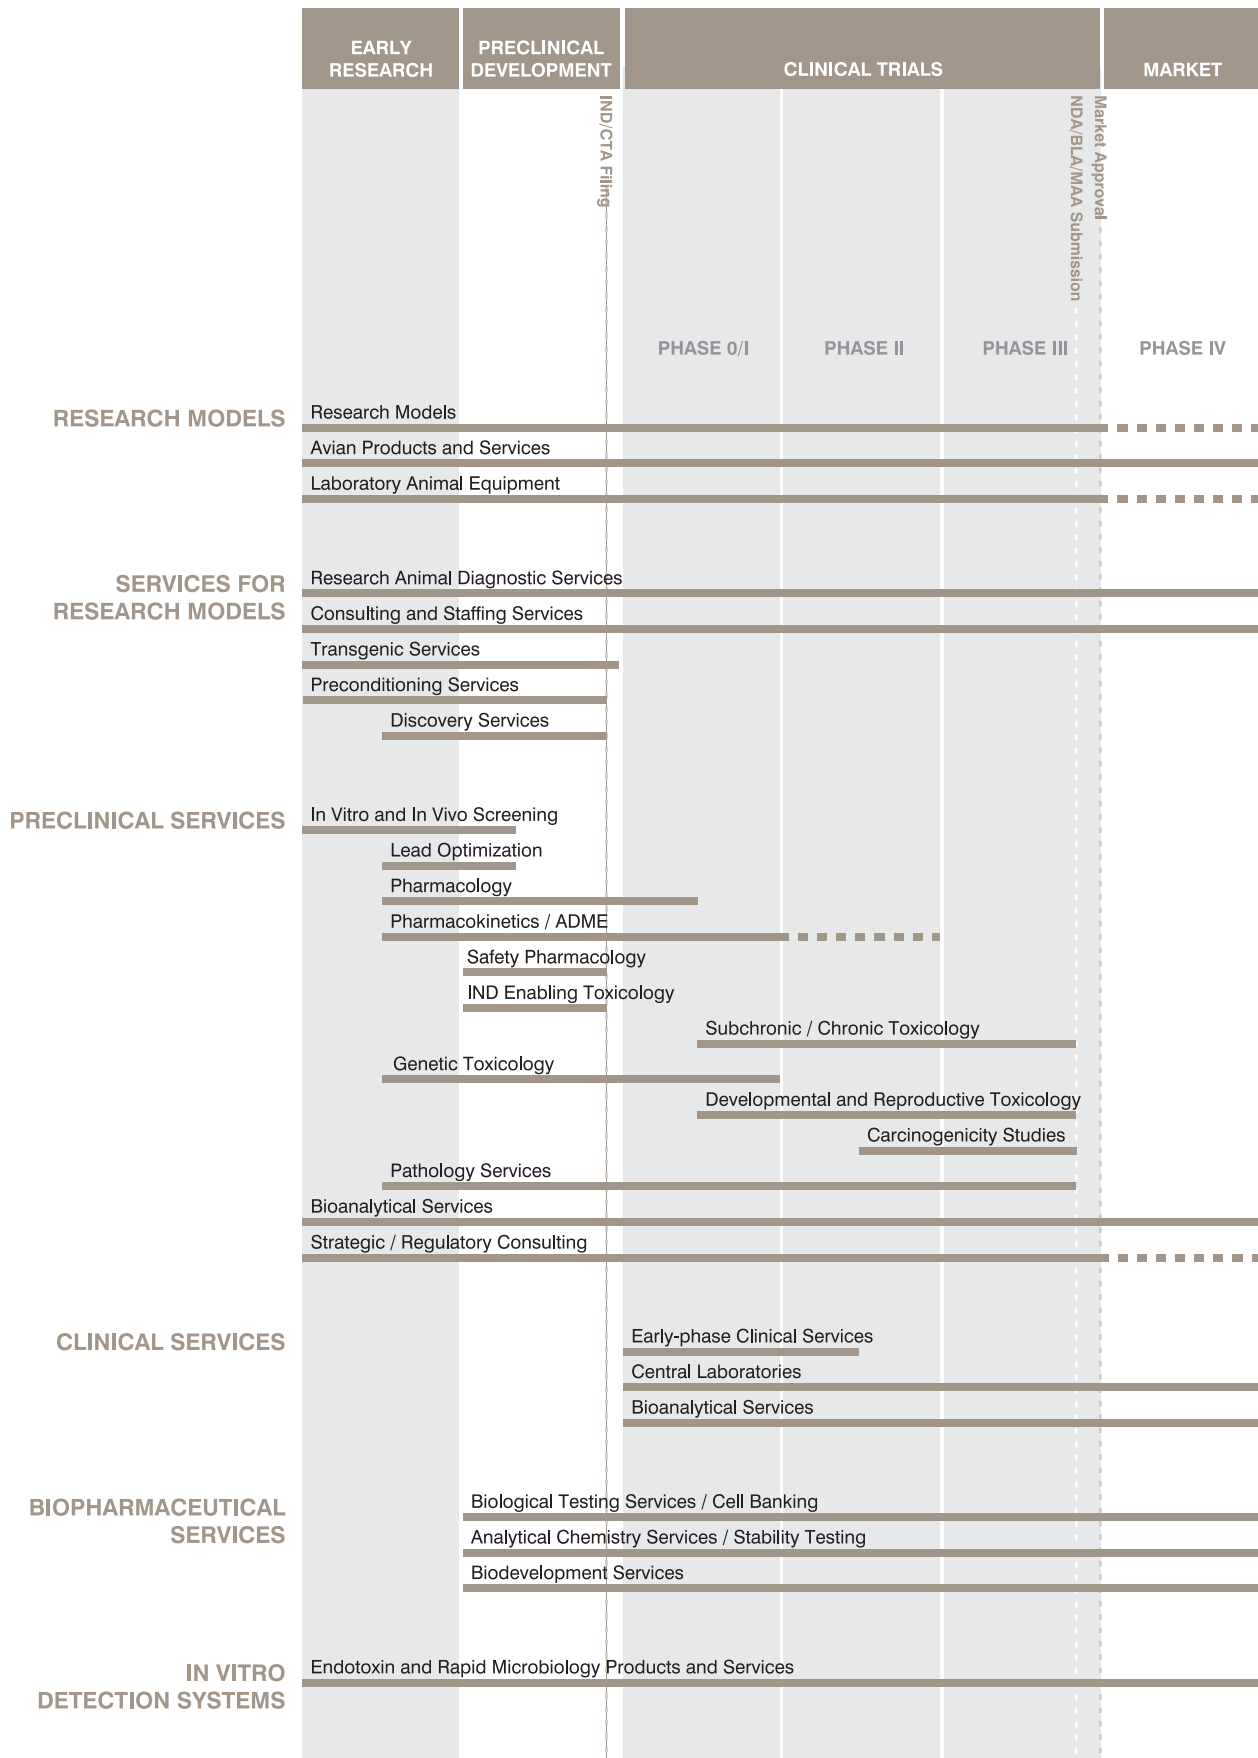 EARLY
RESEARCH
PRECLINICAL
DEVELOPMENT
CLINICAL TRIALS
MARKET
IND/CTA Filing
NDA/BLA/MAA Submission
Market Approval
PHASE 0/I
PHASE II
PHASE III
PHASE IV
RESEARCH MODELS
Research Models
Avian Products and Services
Laboratory Animal Equipment
SERVICES FOR
RESEARCH MODELS
Research Animal Diagnostic Services
Consulting and Staffing Services
Transgenic Services
Preconditioning Services
Discovery Services
PRECLINICAL SERVICES
In Vitro and In Vivo Screening
Lead Optimization
Pharmacology
Pharmacokinetics / ADME
Safety Pharmacology
IND Enabling Toxicology
Subchronic / Chronic Toxicology
Genetic Toxicology
Developmental and Reproductive Toxicology
Carcinogenicity Studies
Pathology Services
Bioanalytical Services
Strategic / Regulatory Consulting
CLINICAL SERVICES
Early-phase Clinical Services
Central Laboratories
Bioanalytical Services
BIOPHARMACEUTICAL
SERVICES
Biological Testing Services / Cell Banking
Analytical Chemistry Services / Stability Testing
Biodevelopment Services
IN VITRO
DETECTION SYSTEMS
Endotoxin and Rapid Microbiology Products and Services